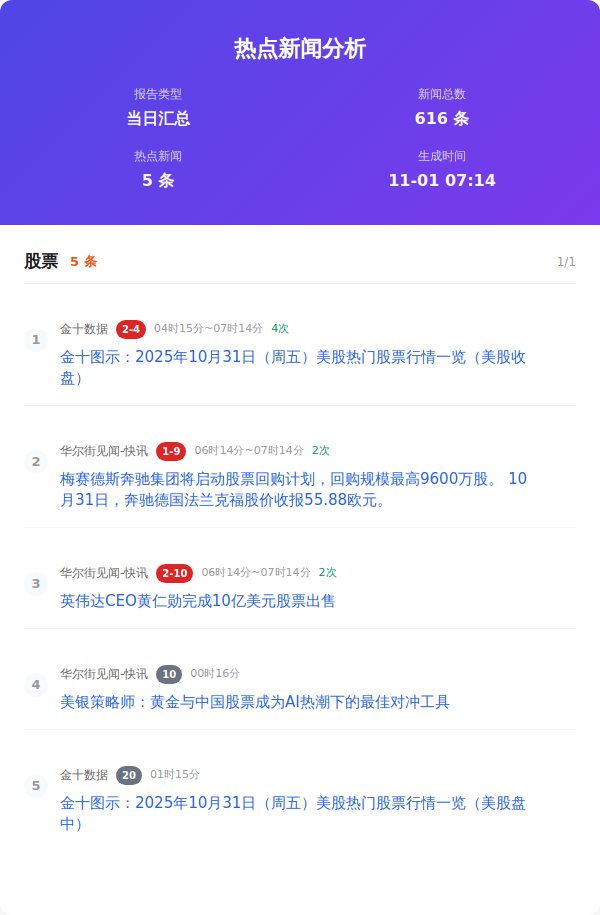 热点新闻分析
报告类型
新闻总数
当日汇总
616 条
热点新闻
生成时间
5 条
11-01 07:14
股票 5 条 1/1
1 金十数据 2-4 04时15分~07时14分 4次
金十图示：2025年10月31日（周五）美股热门股票行情一览（美股收
盘）
2 华尔街见闻-快讯 1-9 06时14分~07时14分 2次
梅赛德斯奔驰集团将启动股票回购计划，回购规模最高9600万股。 10
月31日，奔驰德国法兰克福股价收报55.88欧元。
3 华尔街见闻-快讯 2-10 06时14分~07时14分 2次
英伟达CEO黄仁勋完成10亿美元股票出售
4 华尔街见闻-快讯 10 00时16分
美银策略师：黄金与中国股票成为AI热潮下的最佳对冲工具
5 金十数据 20 01时15分
金十图示：2025年10月31日（周五）美股热门股票行情一览（美股盘
中）